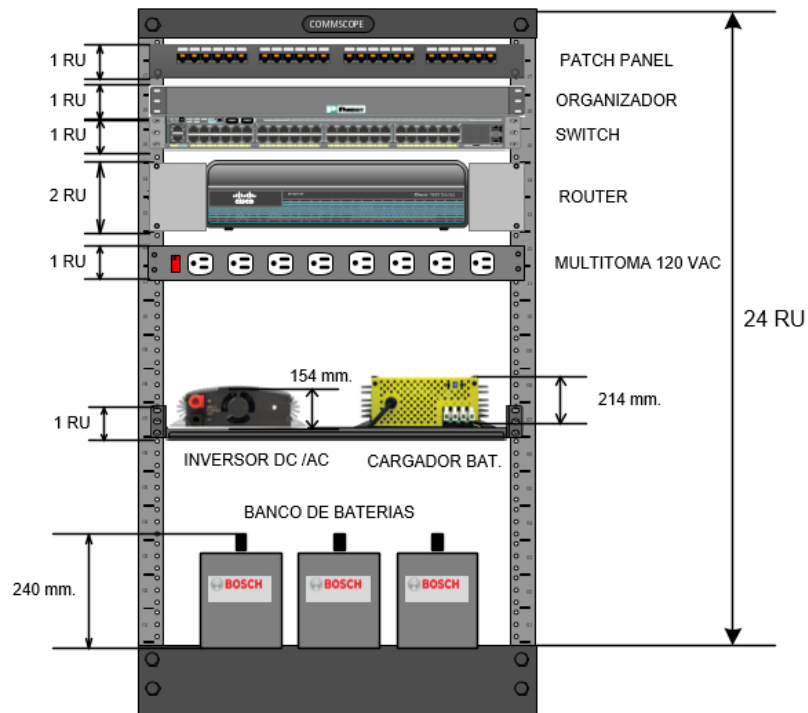 COMMSCOPE
1 RU
PATCH PANEL
1 RU
ORGANIZADOR
Panduit
1 RU
SWITCH
2 RU
CISCO
ROUTER
1 RU
MULTITOMA 120 VAC
24 RU
154 mm.
214 mm.
1 RU
INVERSOR DC /AC
CARGADOR BAT.
BANCO DE BATERIAS
240 mm.
BOSCH
BOSCH
BOSCH